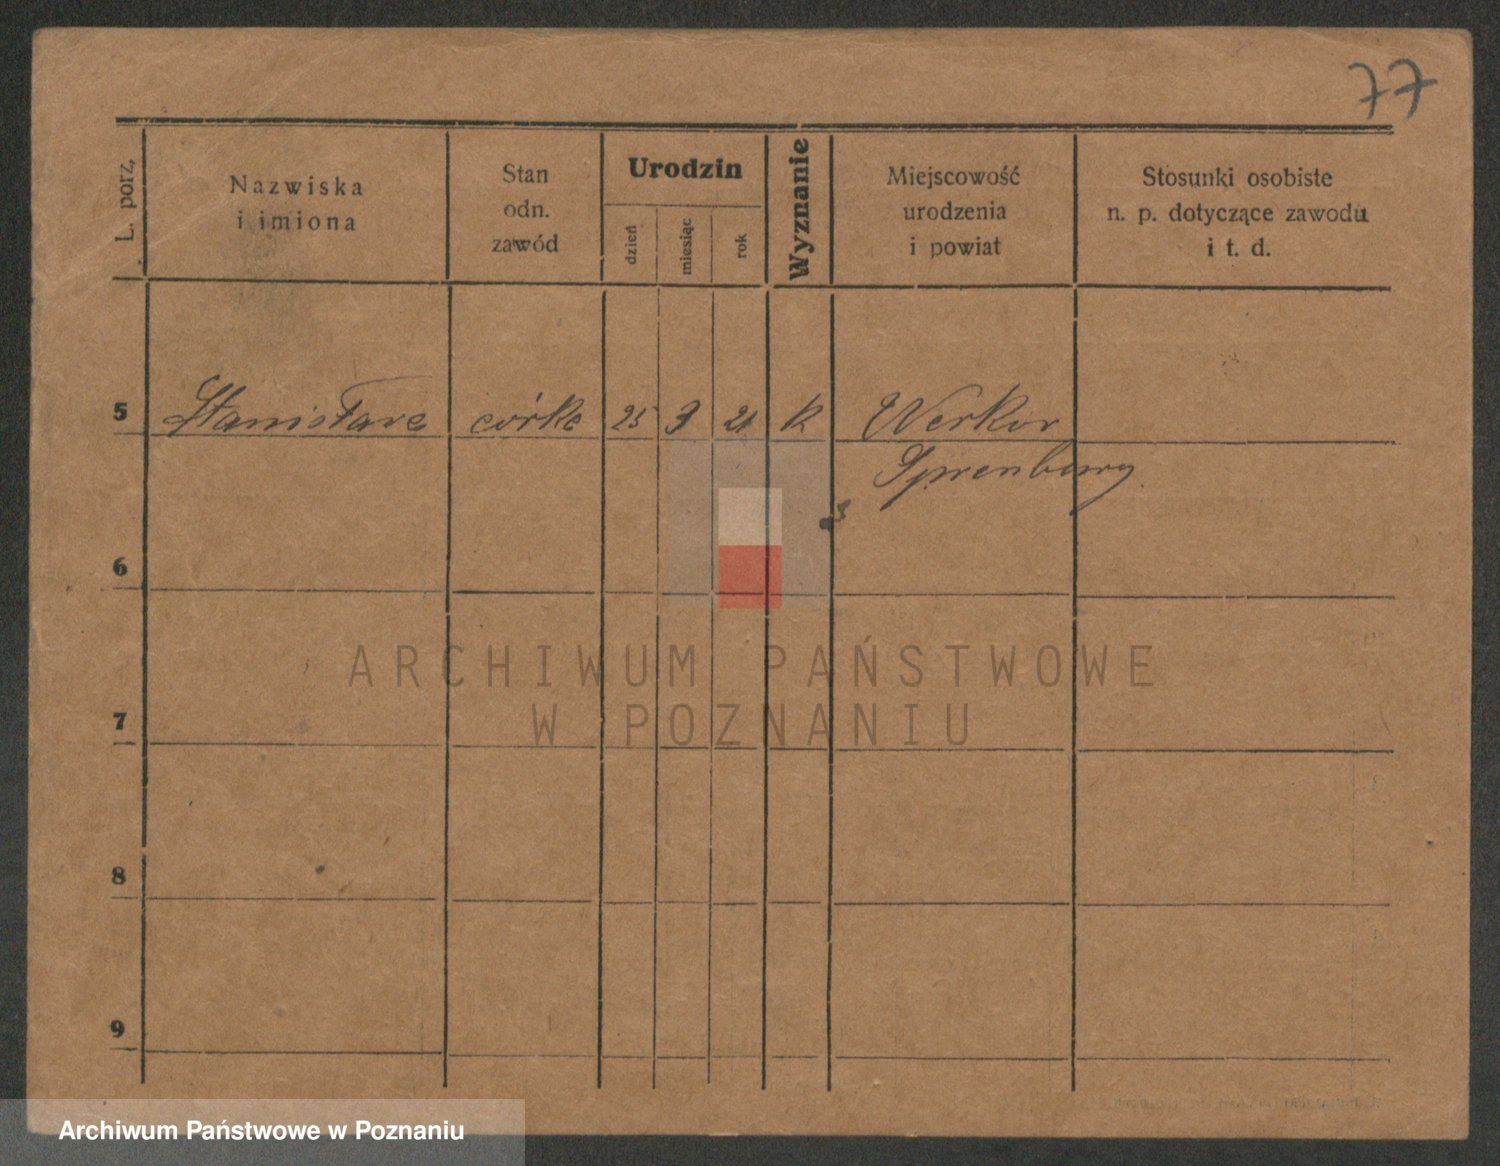 77
L. porz.
Nazwiska
i imiona
Stan
odn.
zawód
Urodzin
dzień
miesiąc
rok
Wyznanie
Miejscowość
urodzenia
i powiat
Stosunki osobiste
n. p. dotyczące zawodu
i t. d.
5 Stanisława córka 25 3 21 k Werkow
Sprenberg
6
ARCHIWUM PAŃSTWOWE
W POZNANIU
7
8
9
Archiwum Państwowe w Poznaniu